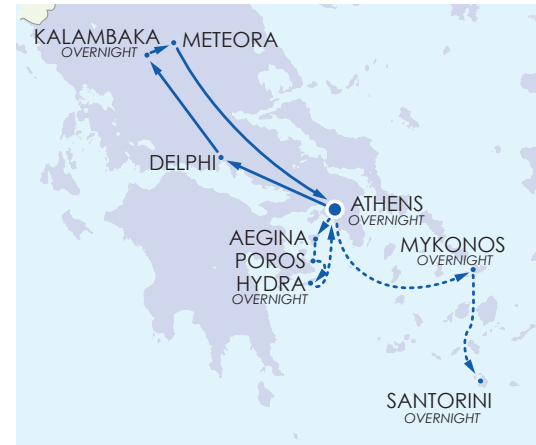 KALAMBAKA
OVERNIGHT
METEORA
DELPHI
ATHENS
OVERNIGHT
AEGINA
POROS
HYDRA
OVERNIGHT
MYKONOS
OVERNIGHT
SANTORINI
OVERNIGHT